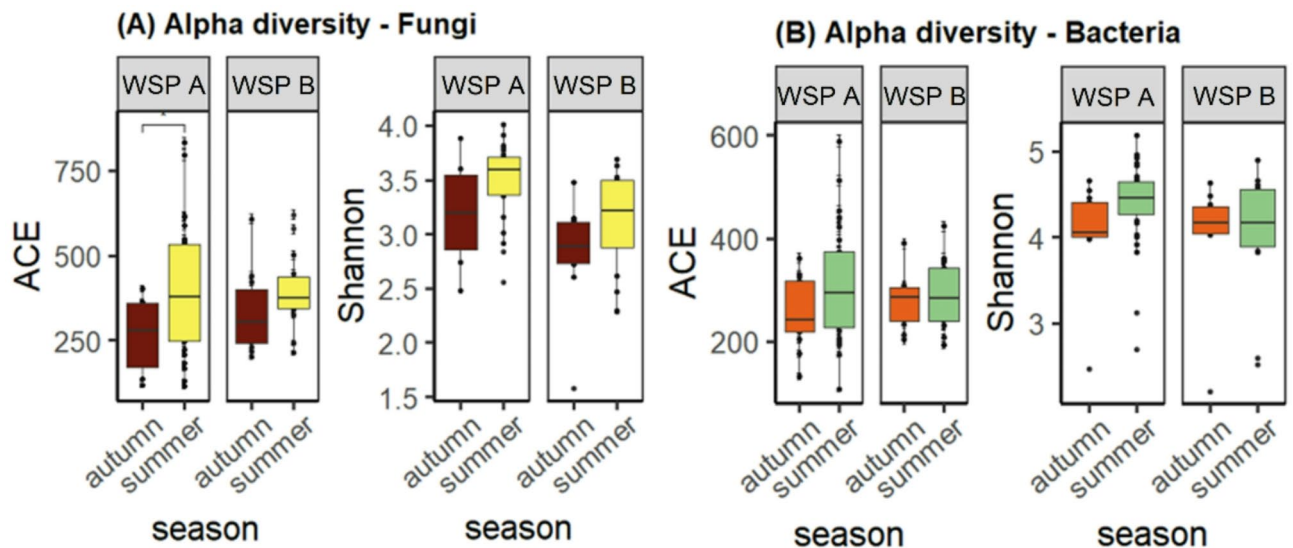 (A) Alpha diversity - Fungi
WSP A WSP B
ACE
750
500
250
autumn summer autumn summer
season
WSP A WSP B
Shannon
4.0
3.5
3.0
2.5
2.0
1.5
autumn summer autumn summer
season
(B) Alpha diversity - Bacteria
WSP A WSP B
ACE
600
400
200
autumn summer autumn summer
season
WSP A WSP B
Shannon
5
4
3
autumn summer autumn summer
season